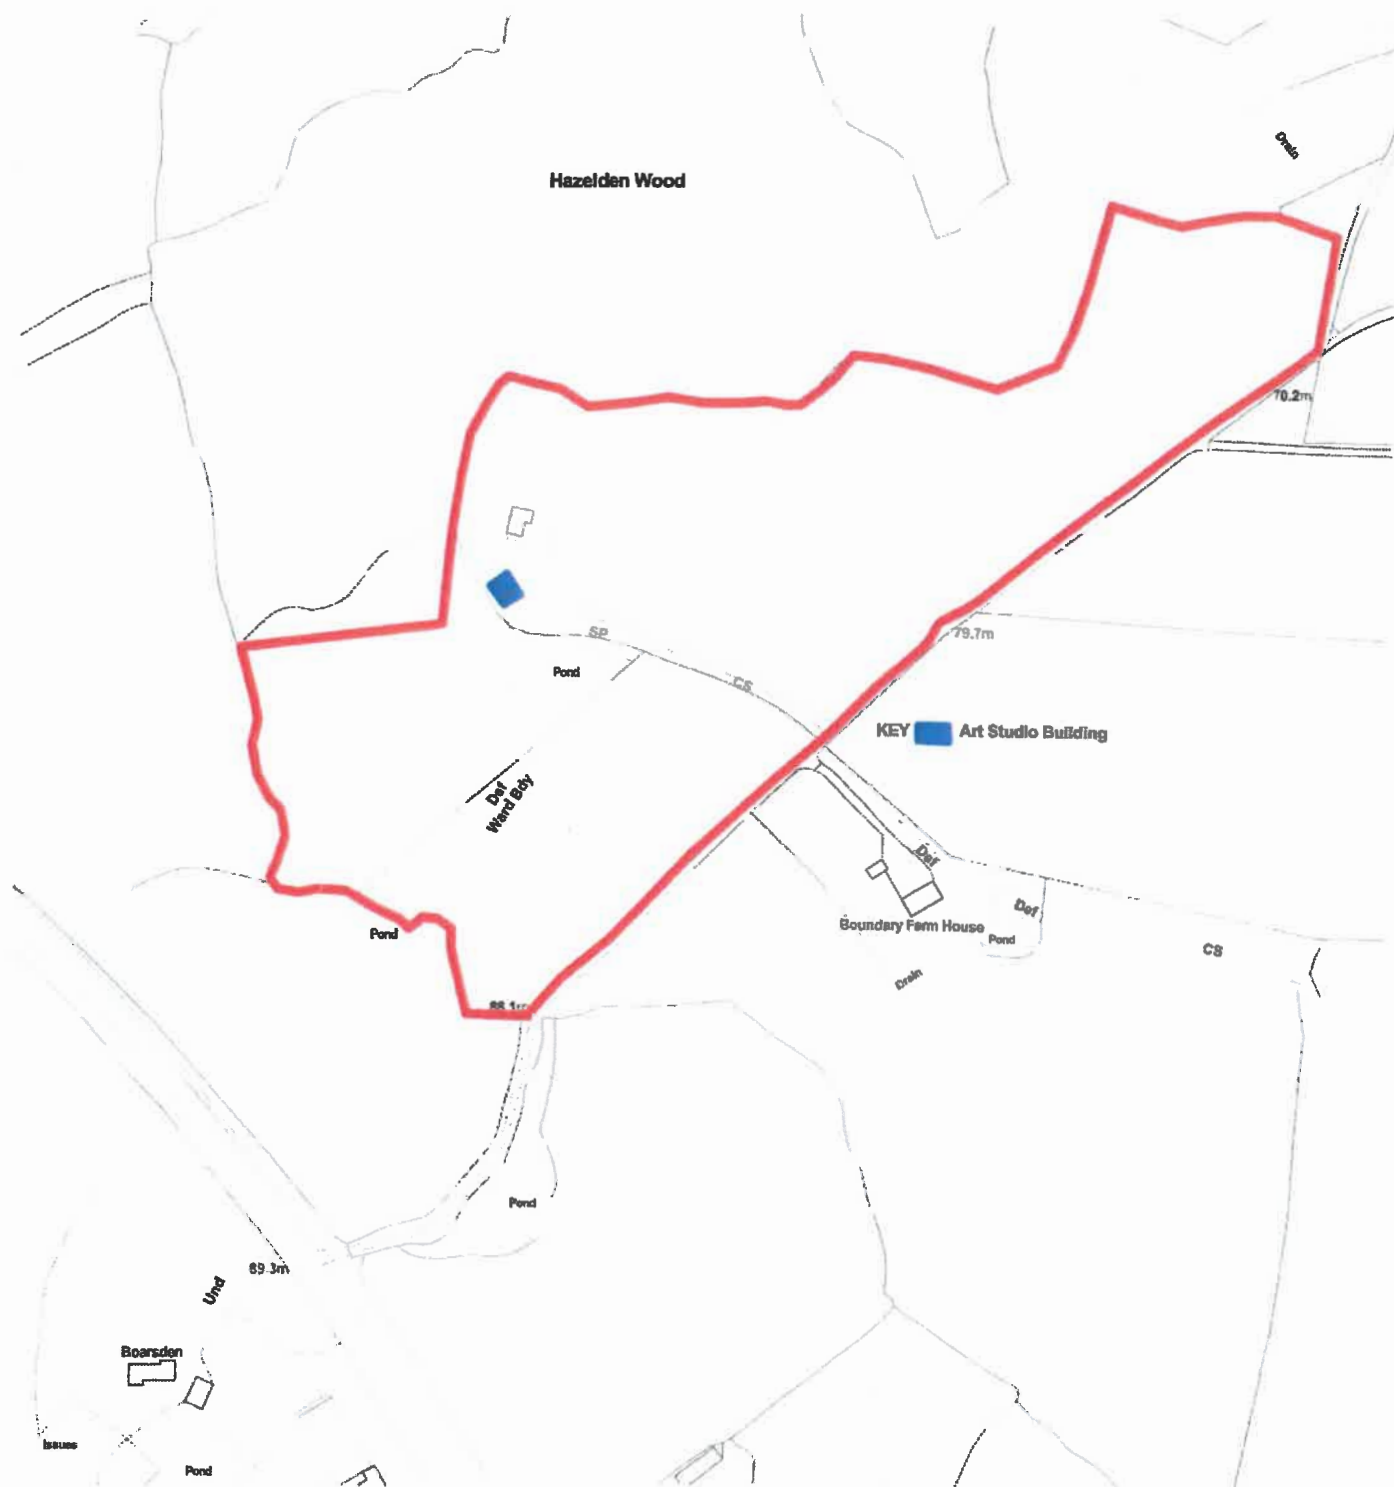 Drain
Hazelden Wood
70.2m
SP
79.7m
Pond
CS
KEY Art Studio Building
Def
Ward Bdy
Def
Def
Boundary Farm House
Pond
Pond
CS
Drain
Pond
89.3m
Und
Boarsden
Issues
Pond